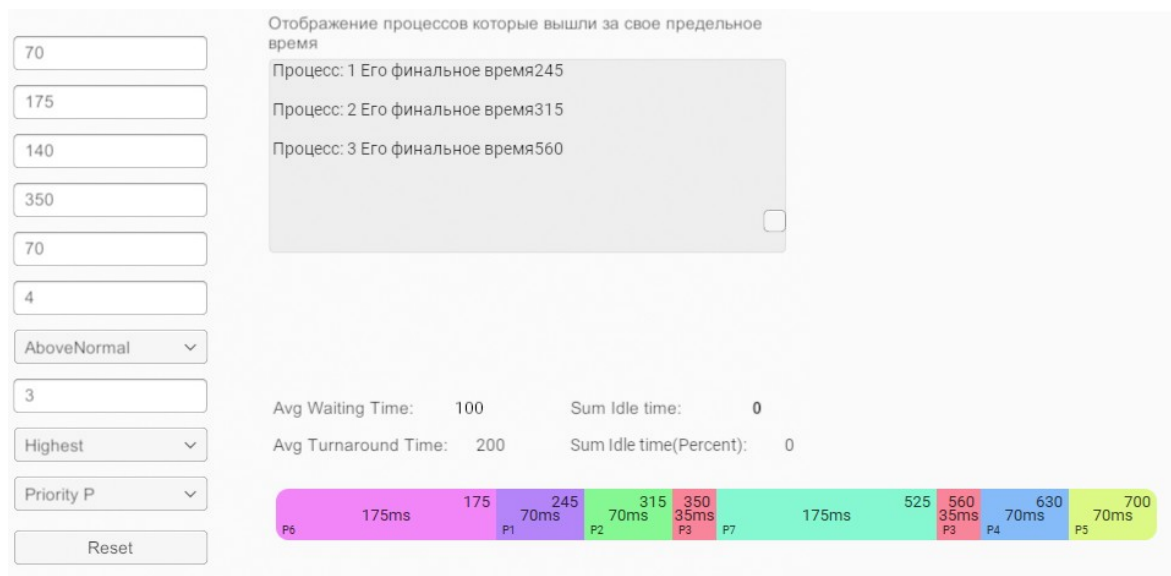 70
175
140
350
70
4
AboveNormal
3
Highest
Priority P
Reset
Отображение процессов которые вышли за свое предельное
время
Процесс: 1 Его финальное время245
Процесс: 2 Его финальное время315
Процесс: 3 Его финальное время560
Avg Waiting Time: 100 Sum Idle time: 0
Avg Turnaround Time: 200 Sum Idle time(Percent): 0
175 245 315 350 525 560 630 700
175ms 70ms 70ms 35ms 175ms 35ms 70ms 70ms
P6 P1 P2 P3 P7 P3 P4 P5